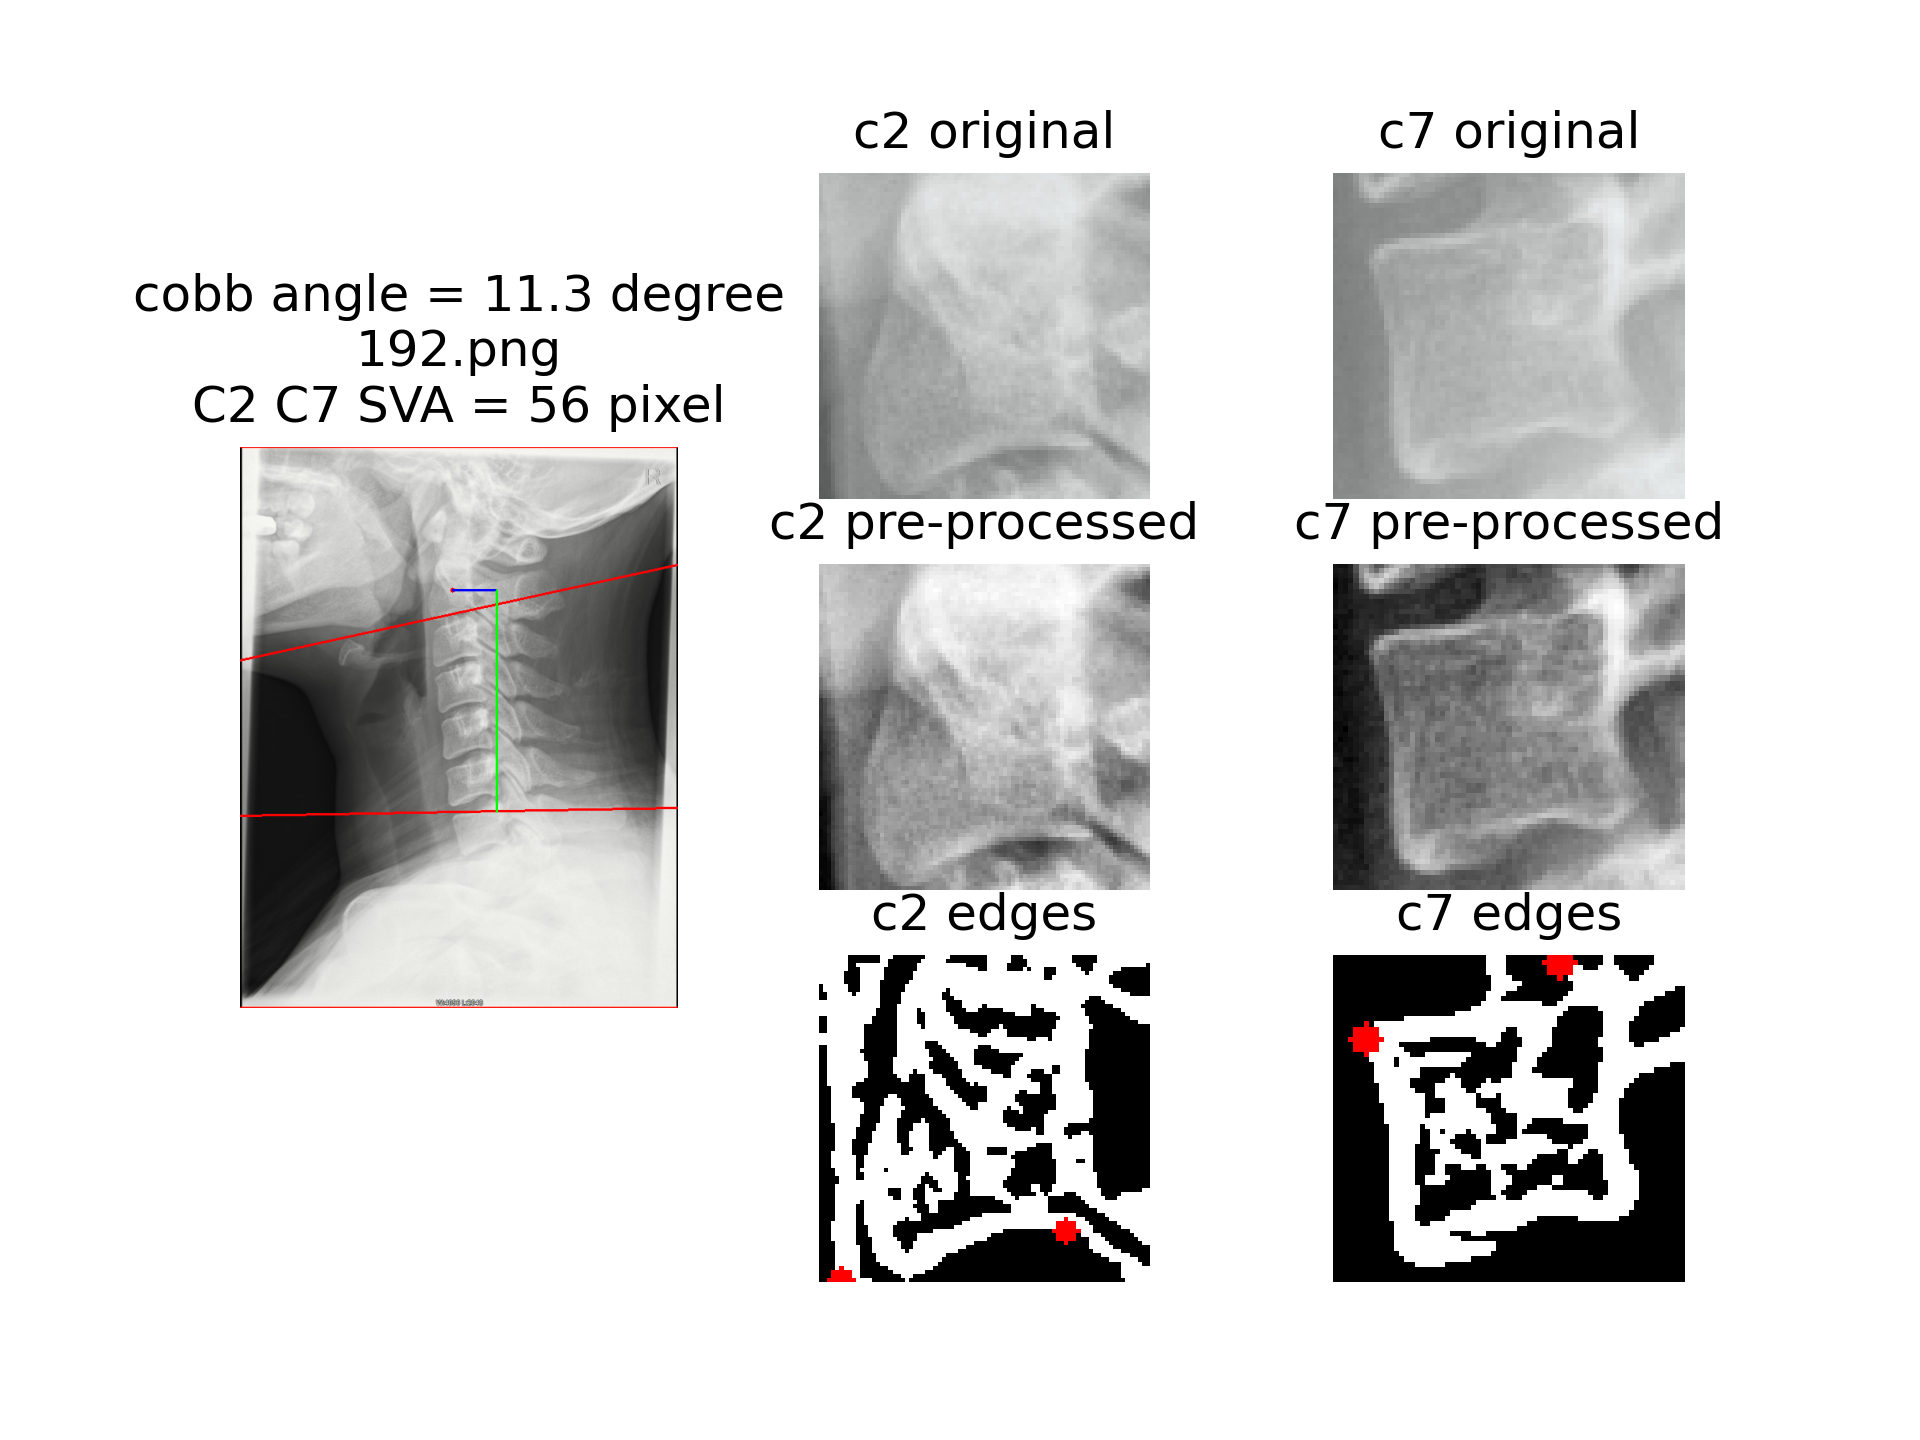 cobb angle = 11.3 degree
192.png
C2 C7 SVA = 56 pixel
R
c2 original
c7 original
c2 pre-processed
c7 pre-processed
c2 edges
c7 edges